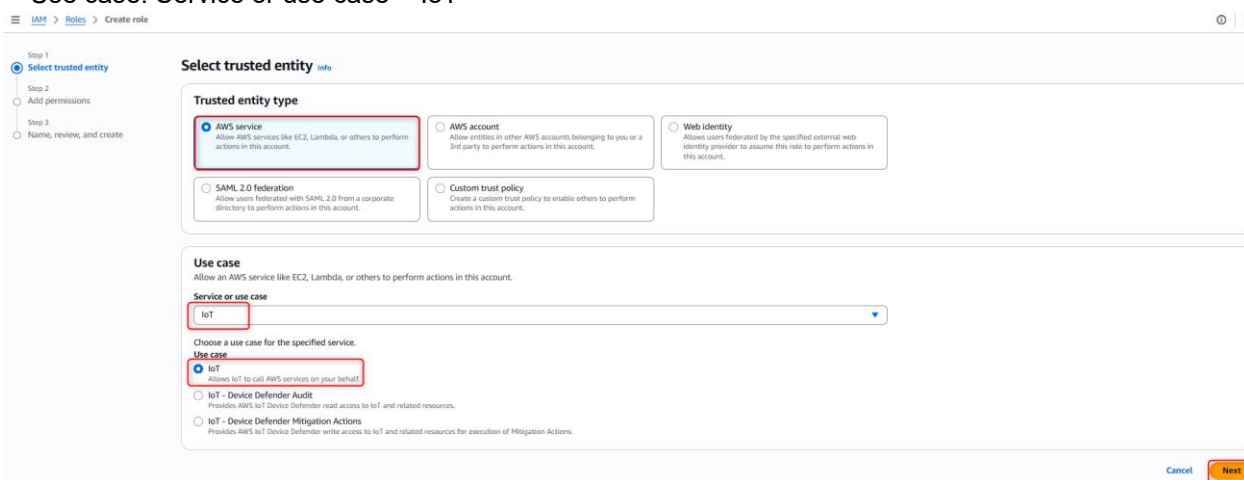 Use case: Service or use case – IoT
IAM > Roles > Create role
Step 1
Select trusted entity
Step 2
Add permissions
Step 3
Name, review, and create
Select trusted entity Info
Trusted entity type
AWS service
Allow AWS services like EC2, Lambda, or others to perform
actions in this account.
AWS account
Allow entities in other AWS accounts belonging to you or a
3rd party to perform actions in this account.
Web identity
Allows users federated by the specified external web
identity provider to assume this role to perform actions in
this account.
SAML 2.0 federation
Allow users federated with SAML 2.0 from a corporate
directory to perform actions in this account.
Custom trust policy
Create a custom trust policy to enable others to perform
actions in this account.
Use case
Allow an AWS service like EC2, Lambda, or others to perform actions in this account.
Service or use case
IoT
Choose a use case for the specified service.
Use case
IoT
Allows IoT to call AWS services on your behalf.
IoT - Device Defender Audit
Provides AWS IoT Device Defender read access to IoT and related resources.
IoT - Device Defender Mitigation Actions
Provides AWS IoT Device Defender write access to IoT and related resources for execution of Mitigation Actions.
Cancel Next